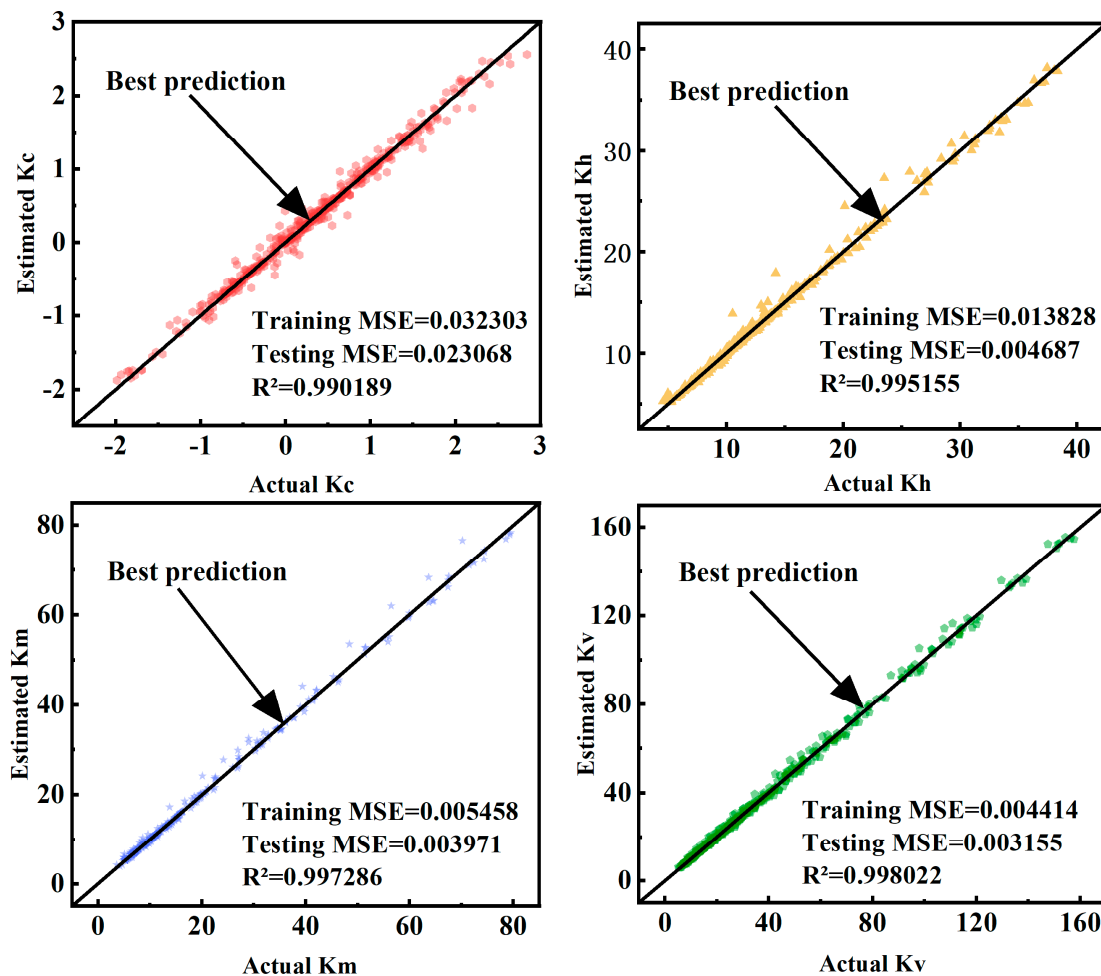 3
2
1
0
-1
-2
-2
-1
0
1
2
3
Estimated Kc
Actual Kc
Best prediction
Training MSE=0.032303
Testing MSE=0.023068
R²=0.990189
40
30
20
10
10
20
30
40
Estimated Kh
Actual Kh
Best prediction
Training MSE=0.013828
Testing MSE=0.004687
R²=0.995155
80
60
40
20
0
0
20
40
60
80
Estimated Km
Actual Km
Best prediction
Training MSE=0.005458
Testing MSE=0.003971
R²=0.997286
160
120
80
40
0
0
40
80
120
160
Estimated Kv
Actual Kv
Best prediction
Training MSE=0.004414
Testing MSE=0.003155
R²=0.998022